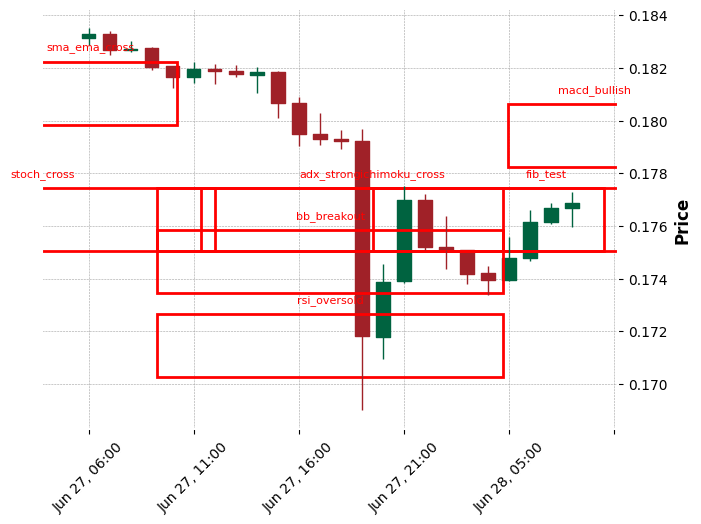 0.184
sma_ema_cross
0.182
macd_bullish
0.180
0.178
stoch_cross
adx_strong
himoku_cross
fib_test
bb_breakout
0.176
Price
0.174
rsi_oversold
0.172
0.170
Jun 27, 06:00
Jun 27, 11:00
Jun 27, 16:00
Jun 27, 21:00
Jun 28, 05:00